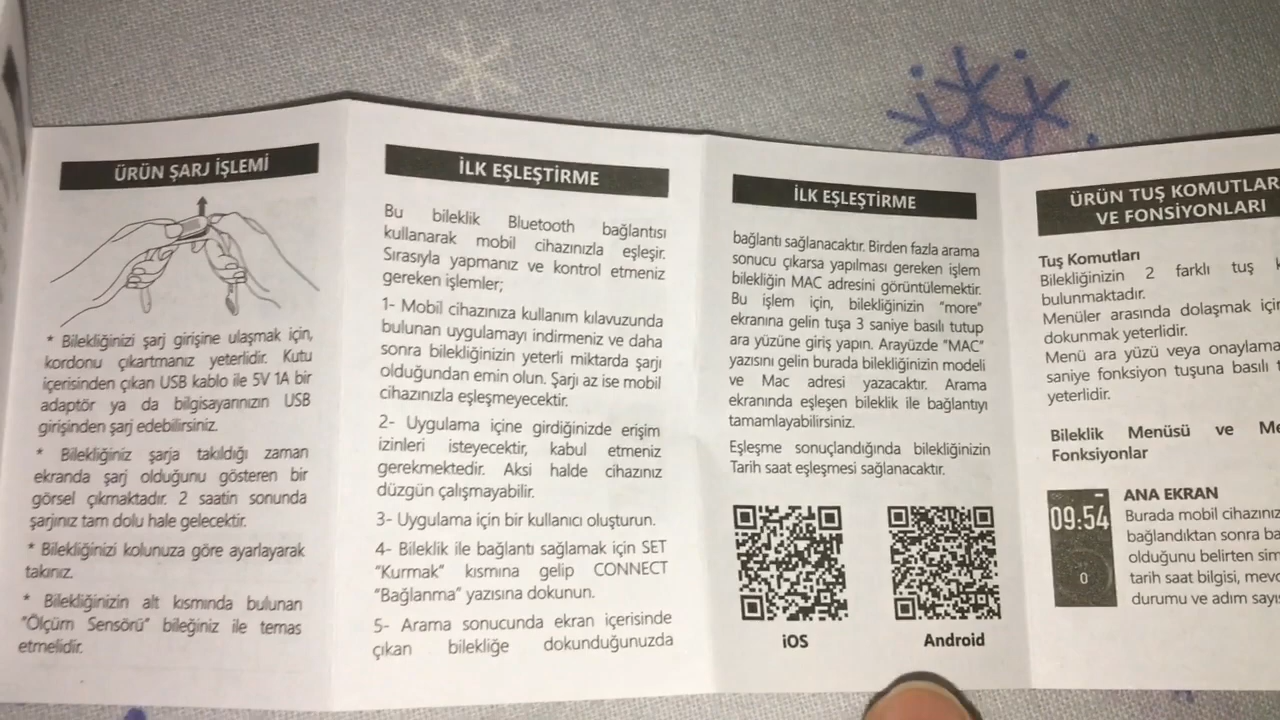 ÜRÜN ŞARJ İŞLEMİ
* Bilekliğinizi şarj girişine ulaşmak için,
kordonu çıkartmanız yeterlidir. Kutu
içerisinden çıkan USB kablo ile 5V 1A bir
adaptör ya da bilgisayarınızın USB
girişinden şarj edebilirsiniz.
* Bilekliğiniz şarja takıldığı zaman
ekranda şarj olduğunu gösteren bir
görsel çıkmaktadır. 2 saatin sonunda
şarjınız tam dolu hale gelecektir.
* Bilekliğinizi kolunuza göre ayarlayarak
takınız.
* Bilekliğinizin alt kısmında bulunan
"Ölçüm Sensörü" bileğiniz ile temas
etmelidir.
İLK EŞLEŞTİRME
Bu bileklik Bluetooth bağlantısı
kullanarak mobil cihazınızla eşleşir.
Sırasıyla yapmanız ve kontrol etmeniz
gereken işlemler;
1- Mobil cihazınıza kullanım kılavuzunda
bulunan uygulamayı indirmeniz ve daha
sonra bilekliğinizin yeterli miktarda şarjı
olduğundan emin olun. Şarjı az ise mobil
cihazınızla eşleşmeyecektir.
2- Uygulama içine girdiğinizde erişim
izinleri isteyecektir, kabul etmeniz
gerekmektedir. Aksi halde cihazınız
düzgün çalışmayabilir.
3- Uygulama için bir kullanıcı oluşturun.
4- Bileklik ile bağlantı sağlamak için SET
"Kurmak" kısmına gelip CONNECT
"Bağlanma" yazısına dokunun.
5- Arama sonucunda ekran içerisinde
çıkan bilekliğe dokunduğunuzda
İLK EŞLEŞTİRME
bağlantı sağlanacaktır. Birden fazla arama
sonucu çıkarsa yapılması gereken işlem
bilekliğin MAC adresini görüntülemektir.
Bu işlem için, bilekliğinizin "more"
ekranına gelin tuşa 3 saniye basılı tutup
ara yüzüne giriş yapın. Arayüzde "MAC"
yazısını gelin burada bilekliğinizin modeli
ve Mac adresi yazacaktır. Arama
ekranında eşleşen bileklik ile bağlantıyı
tamamlayabilirsiniz.
Eşleşme sonuçlandığında bilekliğinizin
Tarih saat eşleşmesi sağlanacaktır.
iOS
Android
ÜRÜN TUŞ KOMUTLAR
VE FONSİYONLARI
Tuş Komutları
Bilekliğinizin 2 farklı tuş
bulunmaktadır.
Menüler arasında dolaşmak için
dokunmak yeterlidir.
Menü ara yüzü veya onaylama
saniye fonksiyon tuşuna basılı
yeterlidir.
Bileklik Menüsü ve
Fonksiyonlar
09:54
0
ANA EKRAN
Burada mobil cihazınız
bağlandıktan sonra
olduğunu belirten
tarih saat bilgisi,
durumu ve adım